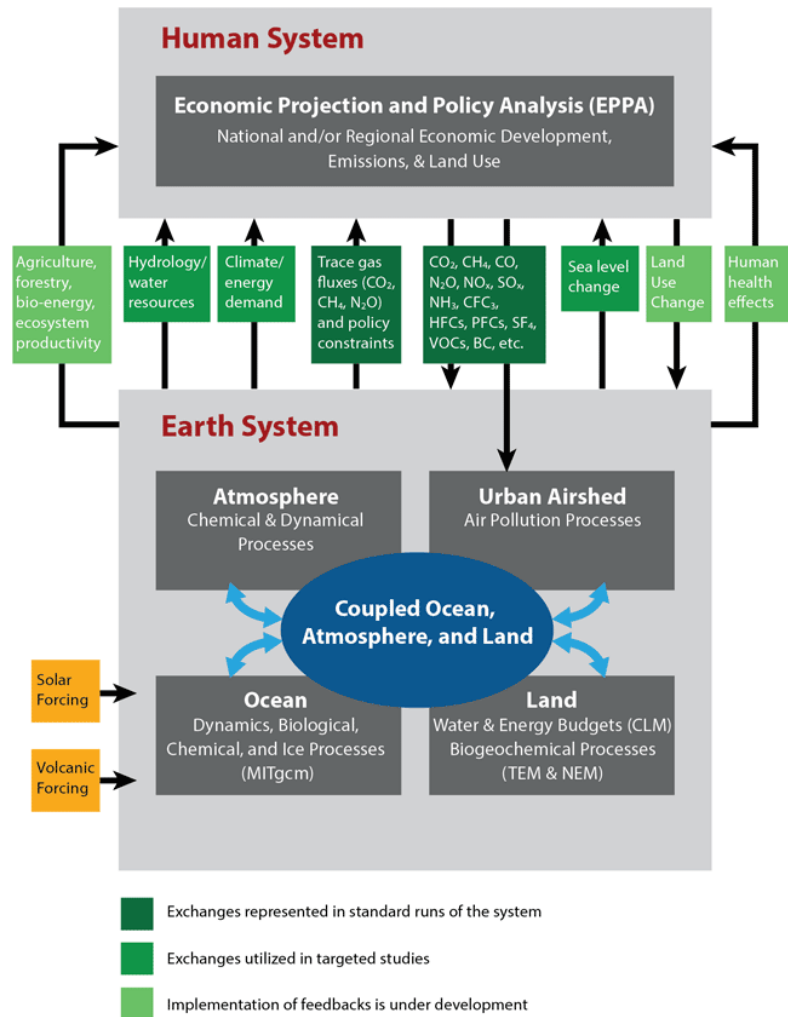 Human System
Economic Projection and Policy Analysis (EPPA)
National and/or Regional Economic Development,
Emissions, & Land Use
Agriculture,
forestry,
bio-energy,
ecosystem
productivity
Hydrology/
water
resources
Climate/
energy
demand
Trace gas
fluxes (CO₂,
CH₄, N₂O)
and policy
constraints
CO₂, CH₄, CO,
N₂O, NOₓ, SOₓ,
NH₃, CFC₃,
HFCs, PFCs, SF₄,
VOCs, BC, etc.
Sea level
change
Land
Use
Change
Human
health
effects
Earth System
Atmosphere
Chemical & Dynamical
Processes
Urban Airshed
Air Pollution Processes
Coupled Ocean,
Atmosphere, and Land
Solar
Forcing
Volcanic
Forcing
Ocean
Dynamics, Biological,
Chemical, and Ice Processes
(MITgcm)
Land
Water & Energy Budgets (CLM)
Biogeochemical Processes
(TEM & NEM)
Exchanges represented in standard runs of the system
Exchanges utilized in targeted studies
Implementation of feedbacks is under development